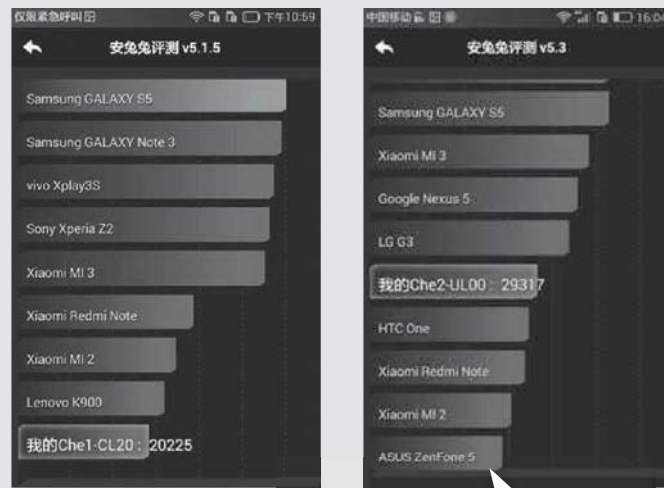 仅限紧急呼叫
下午10:59
安兔兔评测 v5.1.5
Samsung GALAXY S5
Samsung GALAXY Note 3
vivo Xplay3S
Sony Xperia Z2
Xiaomi MI 3
Xiaomi Redmi Note
Xiaomi MI 2
Lenovo K900
我的Che1-CL20：20225
中国移动
16:04
安兔兔评测 v5.3
Samsung GALAXY S5
Xiaomi MI 3
Google Nexus 5
LG G3
我的Che2-UL00：29317
HTC One
Xiaomi Redmi Note
Xiaomi MI 2
ASUS ZenFone 5